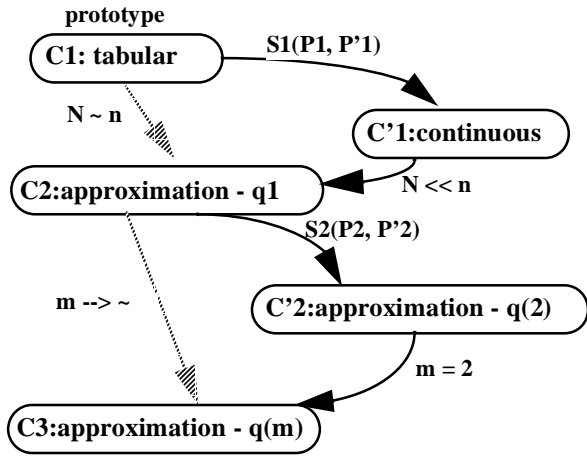 prototype
C1: tabular
S1(P1, P'1)
N ~ n
C'1:continuous
C2:approximation - q1
N << n
S2(P2, P'2)
m --> ~
C'2:approximation - q(2)
m = 2
C3:approximation - q(m)